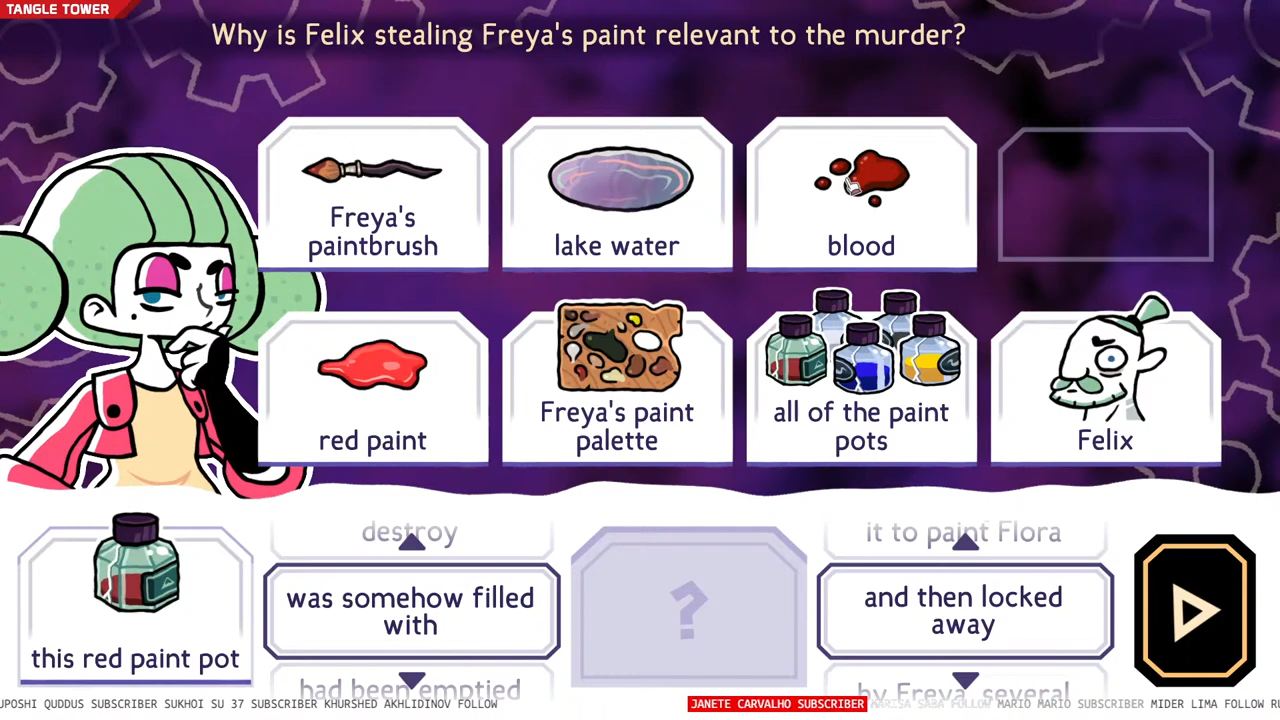 TANGLE TOWER
Why is Felix stealing Freya's paint relevant to the murder?
Freya's
paintbrush
lake water
blood
red paint
Freya's paint
palette
all of the paint
pots
Felix
this red paint pot
destroy
was somehow filled
with
had been emptied
?
it to paint Flora
and then locked
away
by Freya, several
UPOSHI QUDDUS SUBSCRIBER SUKHOI SU 37 SUBSCRIBER KHURSHED AKHLIDINOV FOLLOW
JANETE CARVALHO SUBSCRIBER
MARISA SABA FOLLOW MARIO MARIO SUBSCRIBER MIDER LIMA FOLLOW RU